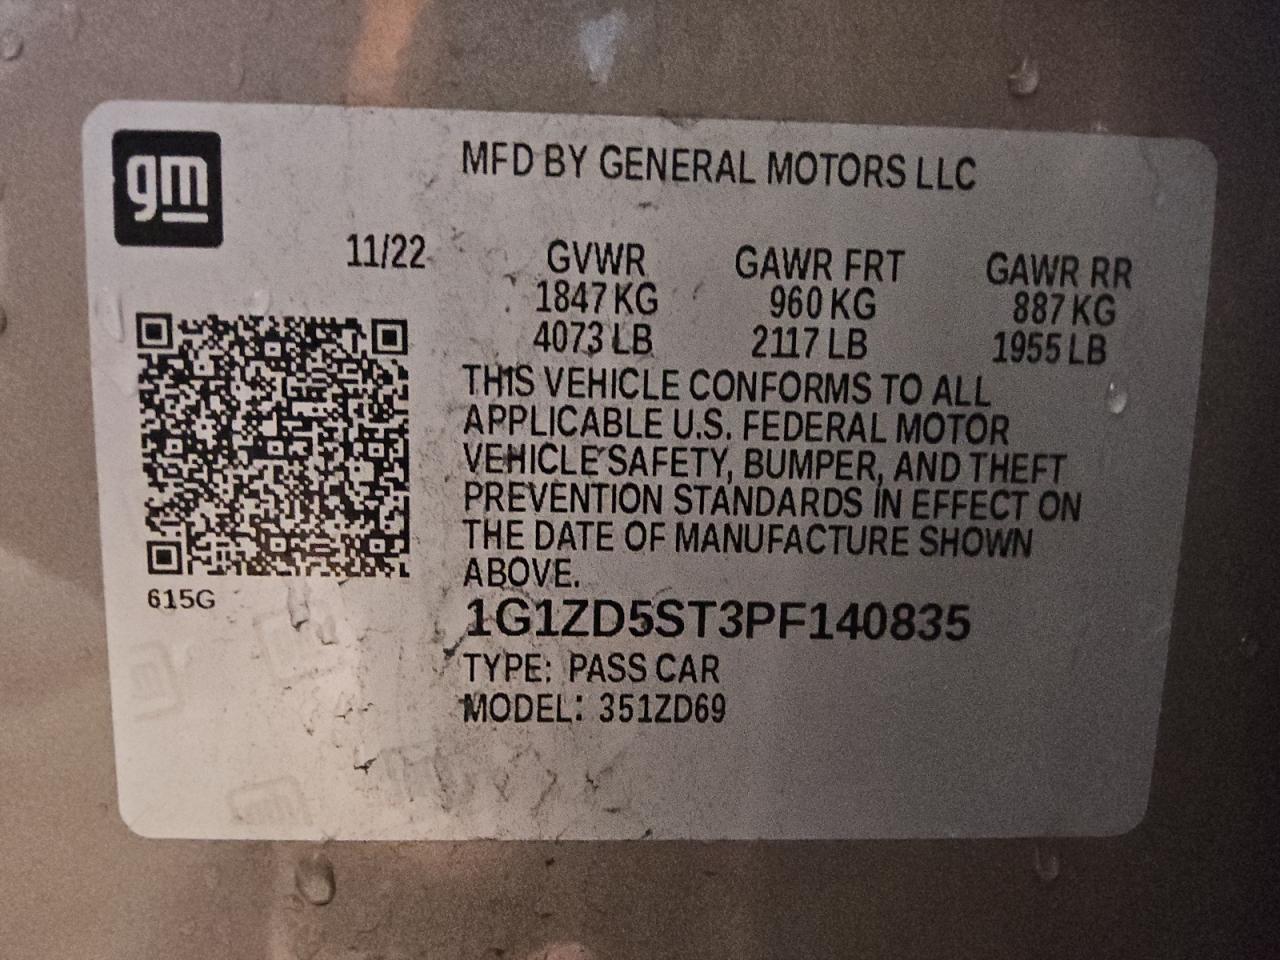 gm
MFD BY GENERAL MOTORS LLC
11/22 GVWR GAWR FRT GAWR RR
1847 KG 960 KG 887 KG
4073 LB 2117 LB 1955 LB
THIS VEHICLE CONFORMS TO ALL
APPLICABLE U.S. FEDERAL MOTOR
VEHICLE SAFETY, BUMPER, AND THEFT
PREVENTION STANDARDS IN EFFECT ON
THE DATE OF MANUFACTURE SHOWN
ABOVE.
615G
1G1ZD5ST3PF140835
TYPE: PASS CAR
MODEL: 351ZD69